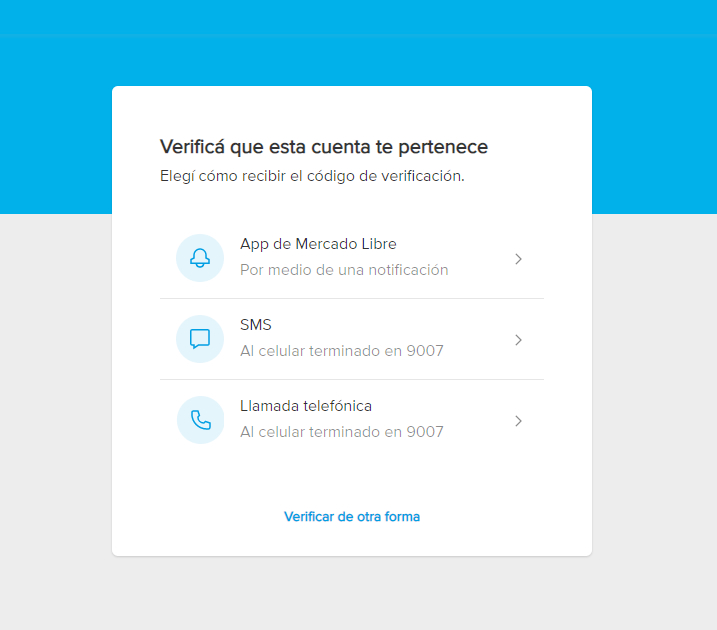 Verificá que esta cuenta te pertenece
Elegí cómo recibir el código de verificación.
App de Mercado Libre
Por medio de una notificación
SMS
Al celular terminado en 9007
Llamada telefónica
Al celular terminado en 9007
Verificar de otra forma